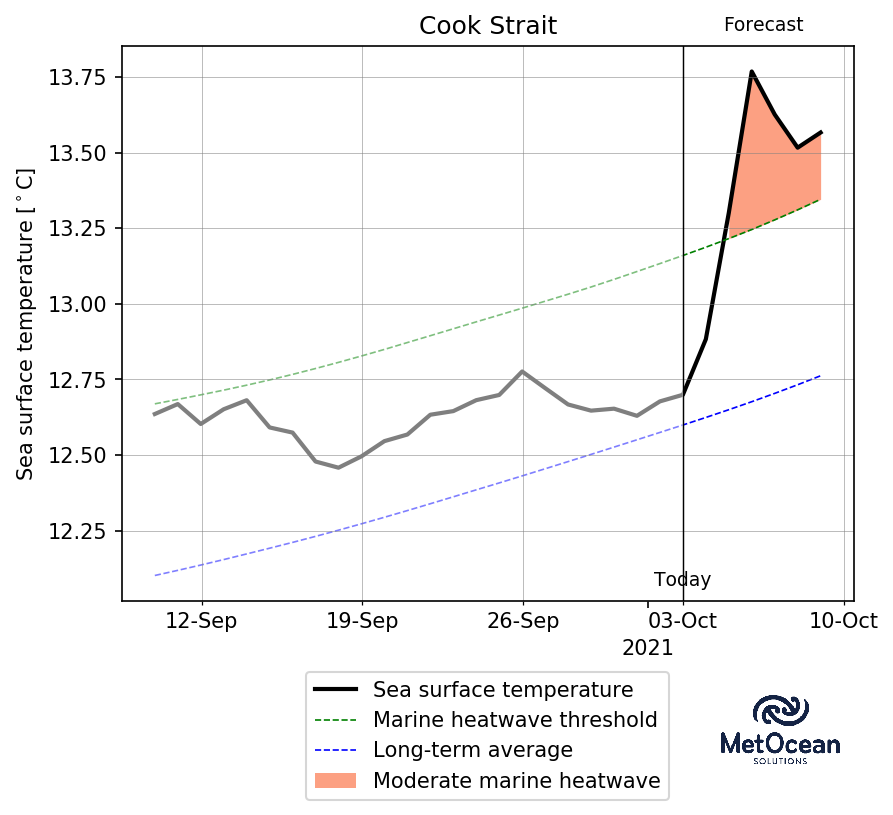 Cook Strait
Forecast
13.75
13.50
13.25
13.00
12.75
12.50
12.25
Sea surface temperature [°C]
Today
12-Sep
19-Sep
26-Sep
03-Oct
10-Oct
2021
Sea surface temperature
Marine heatwave threshold
Long-term average
Moderate marine heatwave
MetOcean
SOLUTIONS